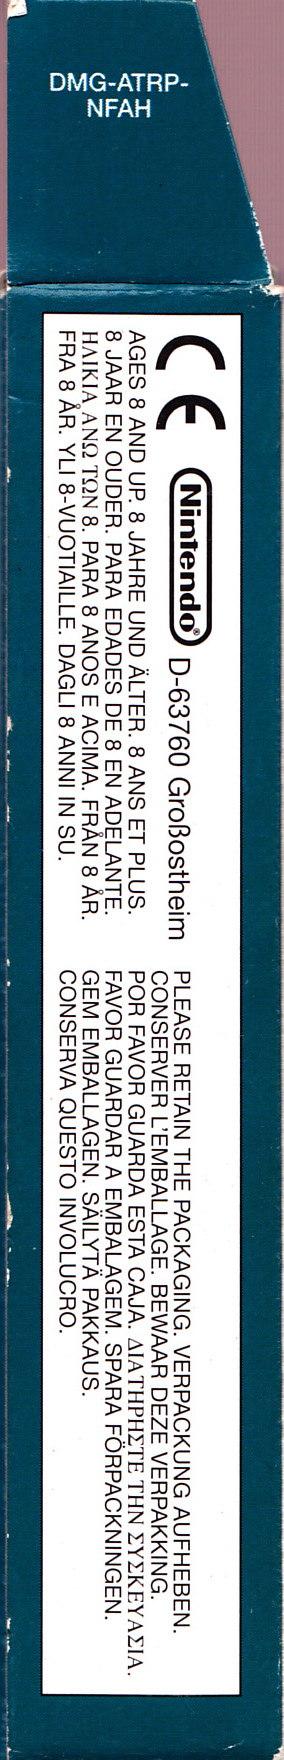 DMG-ATRP-
NFAH
CE Nintendo® D-63760 Großostheim
AGES 8 AND UP. 8 JAHRE UND ÄLTER. 8 ANS ET PLUS.
8 JAAR EN OUDER. PARA EDADES DE 8 EN ADELANTE.
ΗΛΙΚΙΑ ΑΝΩ ΤΩΝ 8. PARA 8 ANOS E ACIMA. FRÅN 8 ÅR.
FRA 8 ÅR. YLI 8-VUOTIAILLE. DAGLI 8 ANNI IN SU.
PLEASE RETAIN THE PACKAGING. VERPACKUNG AUFHEBEN.
CONSERVER L'EMBALLAGE. BEWAAR DEZE VERPAKKING.
POR FAVOR GUARDA ESTA CAJA. ΔΙΑΤΗΡΗΣΤΕ ΤΗΝ ΣΥΣΚΕΥΑΣΙΑ.
FAVOR GUARDAR A EMBALAGEM. SPARA FÖRPACKNINGEN.
GEM EMBALLAGEN. SÄILYTÄ PAKKAUS.
CONSERVA QUESTO INVOLUCRO.